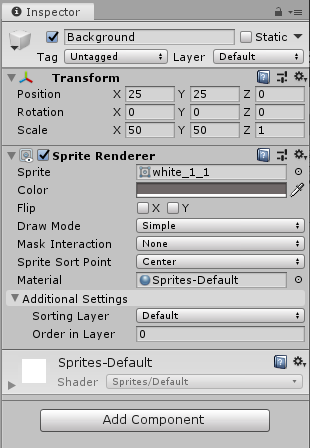 Inspector
Background Static
Tag Untagged Layer Default
Transform
Position X 25 Y 25 Z 0
Rotation X 0 Y 0 Z 0
Scale X 50 Y 50 Z 1
Sprite Renderer
Sprite white_1_1
Color
Flip X Y
Draw Mode Simple
Mask Interaction None
Sprite Sort Point Center
Material Sprites-Default
Additional Settings
Sorting Layer Default
Order in Layer 0
Sprites-Default
Shader Sprites/Default
Add Component